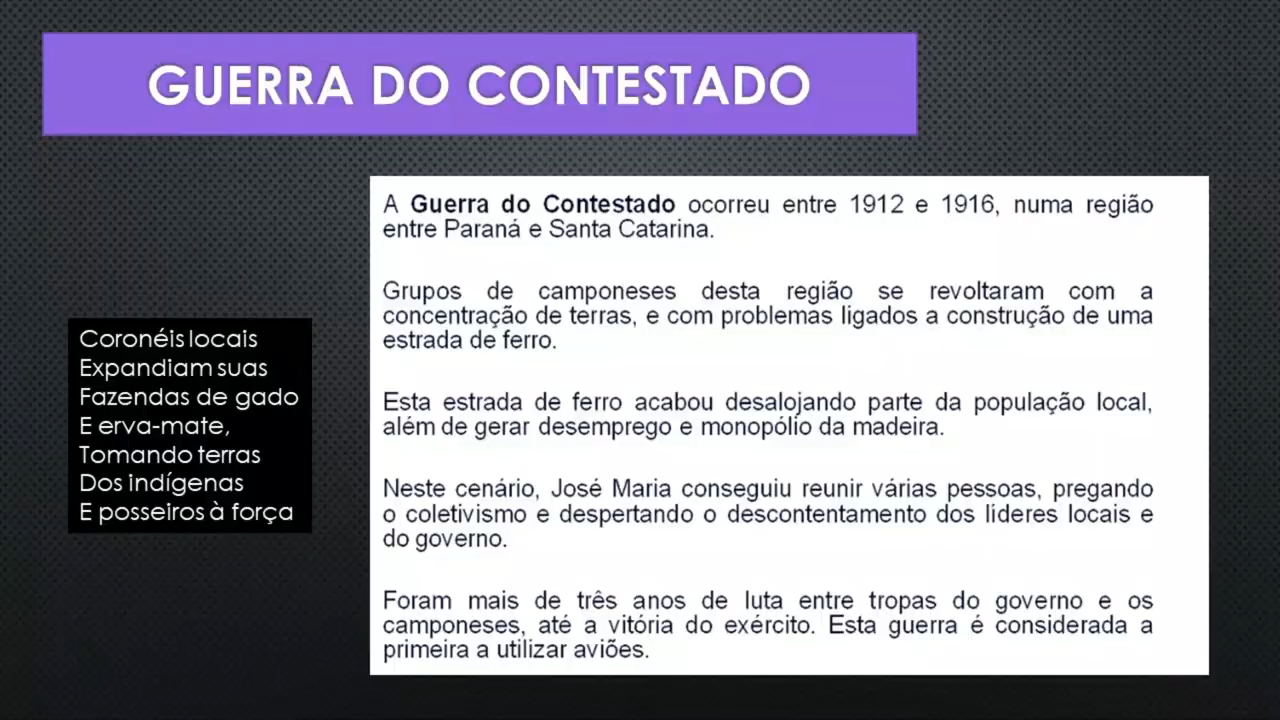 GUERRA DO CONTESTADO
Coronéis locais
Expandiam suas
Fazendas de gado
E erva-mate,
Tomando terras
Dos indígenas
E posseiros à força
A Guerra do Contestado ocorreu entre 1912 e 1916, numa região
entre Paraná e Santa Catarina.
Grupos de camponeses desta região se revoltaram com a
concentração de terras, e com problemas ligados a construção de uma
estrada de ferro.
Esta estrada de ferro acabou desalojando parte da população local,
além de gerar desemprego e monopólio da madeira.
Neste cenário, José Maria conseguiu reunir várias pessoas, pregando
o coletivismo e despertando o descontentamento dos líderes locais e
do governo.
Foram mais de três anos de luta entre tropas do governo e os
camponeses, até a vitória do exército. Esta guerra é considerada a
primeira a utilizar aviões.